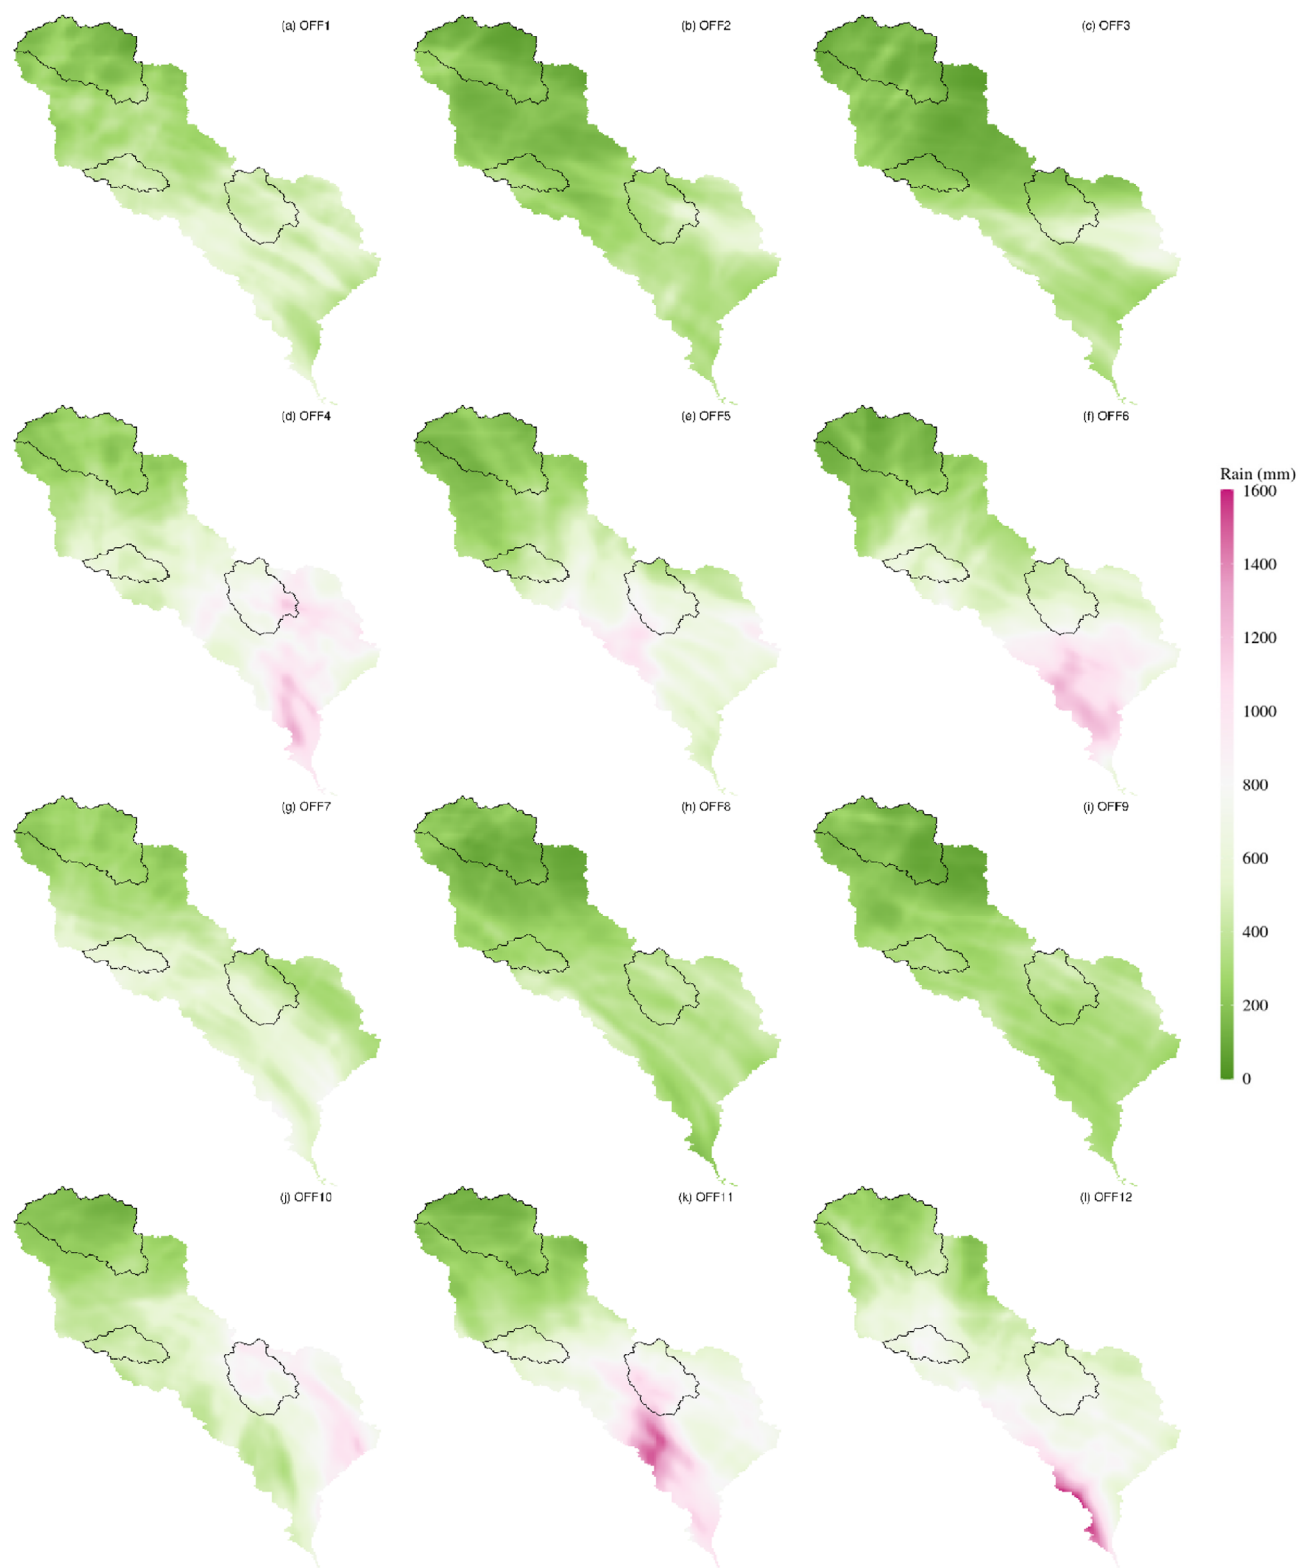 (a) OFF1
(b) OFF2
(c) OFF3
(d) OFF4
(e) OFF5
(f) OFF6
Rain (mm)
1600
1400
1200
1000
800
600
400
200
0
(g) OFF7
(h) OFF8
(i) OFF9
(j) OFF10
(k) OFF11
(l) OFF12